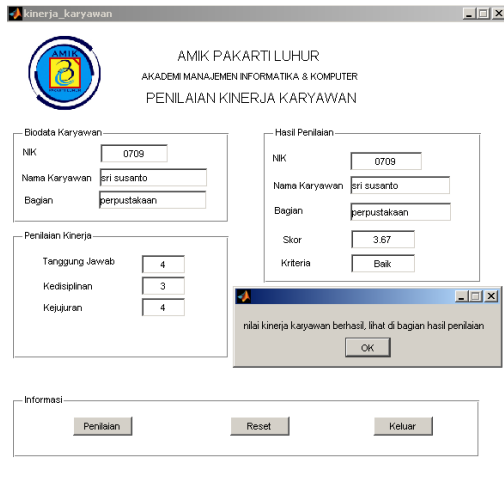 kinerja_karyawan
AMIK
AMIK PAKARTI LUHUR
AKADEMI MANAJEMEN INFORMATIKA & KOMPUTER
PENILAIAN KINERJA KARYAWAN
Biodata Karyawan
NIK 0709
Nama Karyawan sri susanto
Bagian perpustakaan
Hasil Penilaian
NIK 0709
Nama Karyawan sri susanto
Bagian perpustakaan
Skor 3.67
Kriteria Baik
Penilaian Kinerja
Tanggung Jawab 4
Kedisiplinan 3
Kejujuran 4
nilai kinerja karyawan berhasil, lihat di bagian hasil penilaian
OK
Informasi
Penilaian Reset Keluar